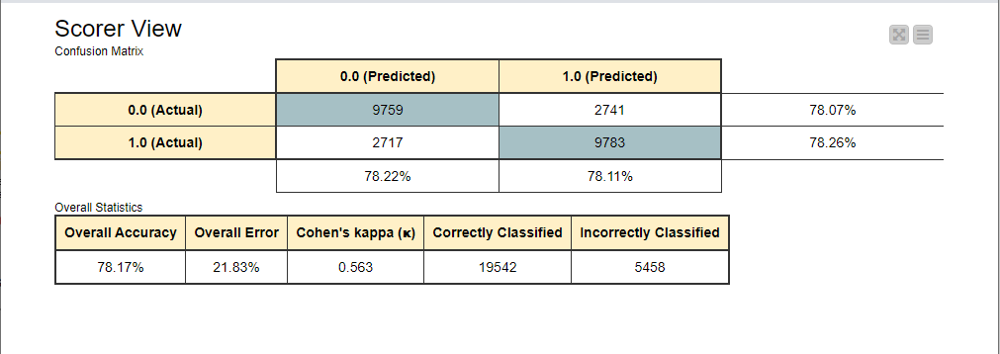 Scorer View
Confusion Matrix
0.0 (Predicted) 1.0 (Predicted)
0.0 (Actual) 9759 2741 78.07%
1.0 (Actual) 2717 9783 78.26%
78.22% 78.11%
Overall Statistics
Overall Accuracy Overall Error Cohen's kappa (κ) Correctly Classified Incorrectly Classified
78.17% 21.83% 0.563 19542 5458